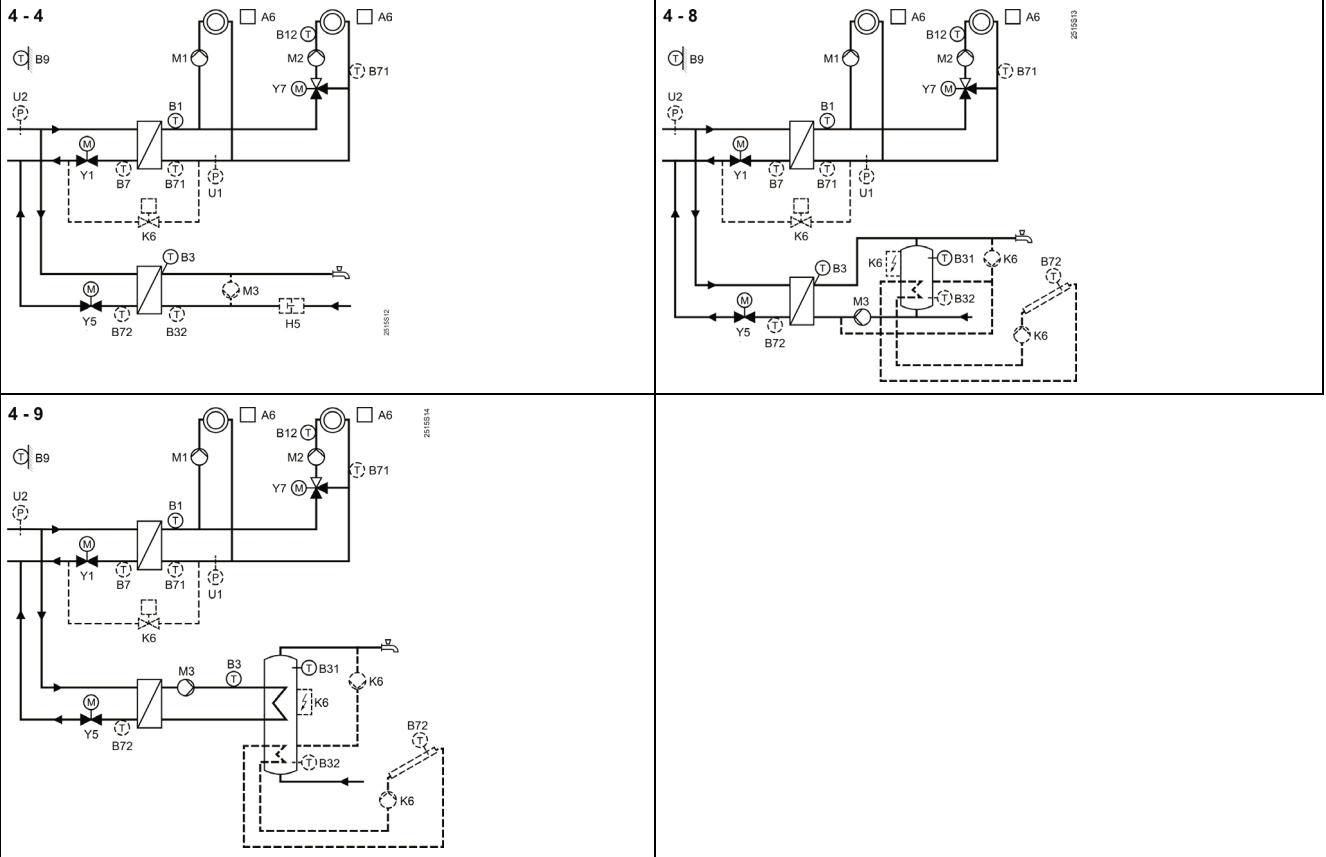 4 - 4
A6
A6
B12 T
T B9
M1
M2
T B71
U2
Y7 M
P
B1
T
M
Y1
T
B7
T
B71
P
U1
K6
T B3
M
Y5
T
B72
T
B32
M3
H5
2515S12
4 - 8
A6
A6
2515S13
B12 T
T B9
M1
M2
T B71
U2
Y7 M
P
B1
T
M
Y1
T
B7
T
B71
P
U1
K6
T B3
K6
T B31
K6
B72
T
M
Y5
T
B72
M3
T B32
K6
4 - 9
A6
A6
2515S14
B12 T
T B9
M1
M2
T B71
U2
Y7 M
P
B1
T
M
Y1
T
B7
T
B71
P
U1
K6
M3
B3
T
T B31
K6
K6
M
Y5
T
B72
B72
T
T B32
K6